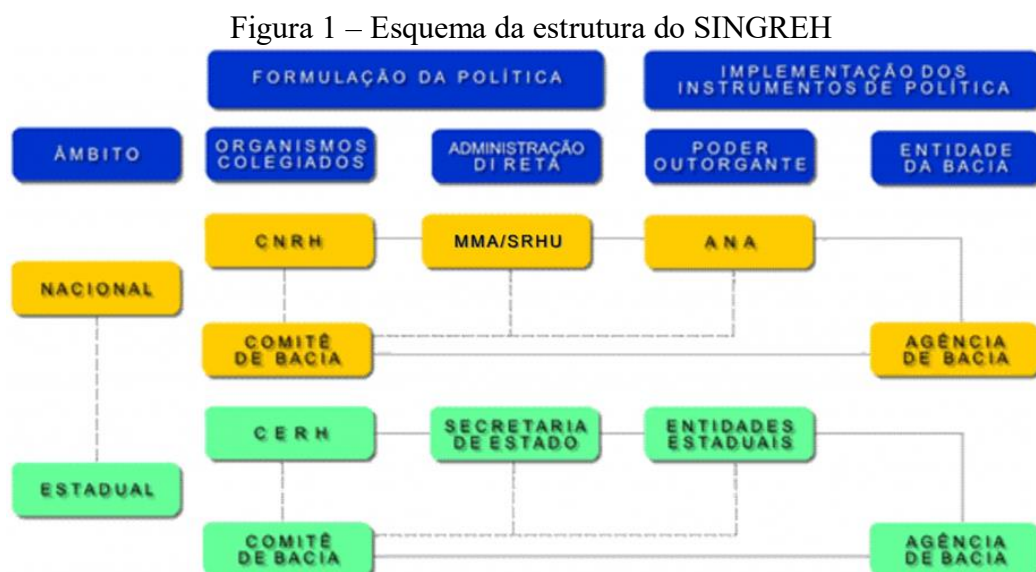 Figura 1 – Esquema da estrutura do SINGREH
FORMULAÇÃO DA POLÍTICA
IMPLEMENTAÇÃO DOS
INSTRUMENTOS DE POLÍTICA
ÂMBITO
ORGANISMOS
COLEGIADOS
ADMINISTRAÇÃO
DIRETA
PODER
OUTORGANTE
ENTIDADE
DA BACIA
NACIONAL
CNRH
MMA/SRHU
ANA
COMITÊ
DE BACIA
AGÊNCIA
DE BACIA
ESTADUAL
CERH
SECRETARIA
DE ESTADO
ENTIDADES
ESTADUAIS
COMITÊ
DE BACIA
AGÊNCIA
DE BACIA